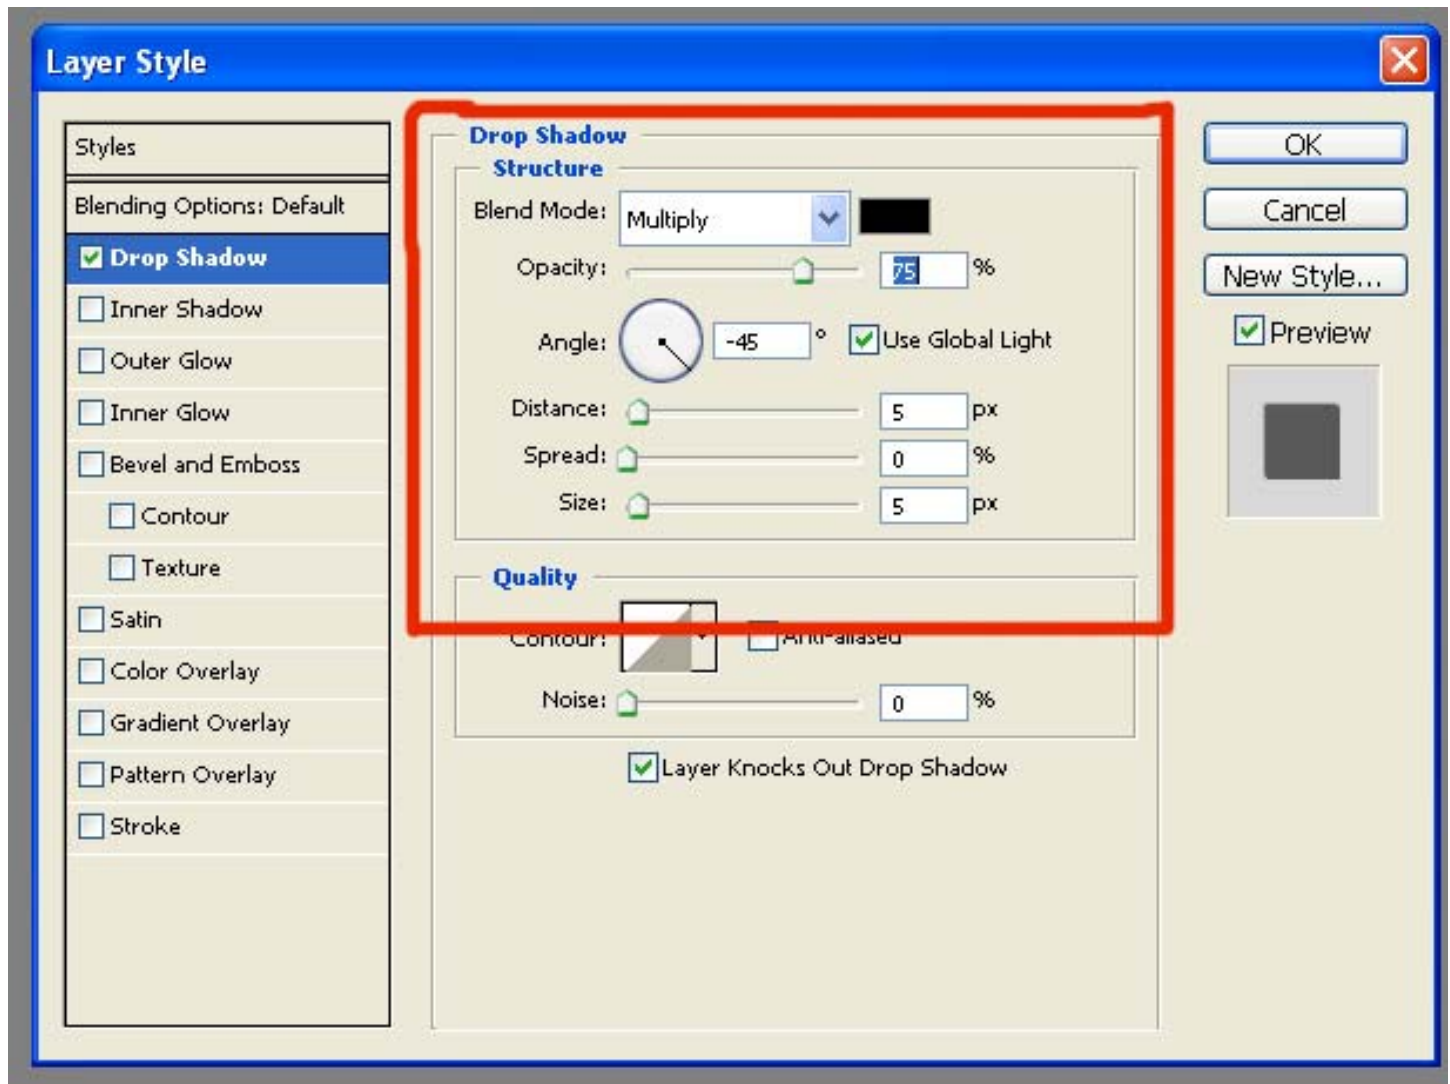 Layer Style
Styles
Blending Options: Default
Drop Shadow
Inner Shadow
Outer Glow
Inner Glow
Bevel and Emboss
Contour
Texture
Satin
Color Overlay
Gradient Overlay
Pattern Overlay
Stroke
Drop Shadow
Structure
Blend Mode: Multiply
Opacity: 75 %
Angle: -45 ° Use Global Light
Distance: 5 px
Spread: 0 %
Size: 5 px
Quality
Contour: Anti-aliased
Noise: 0 %
Layer Knocks Out Drop Shadow
OK
Cancel
New Style...
Preview